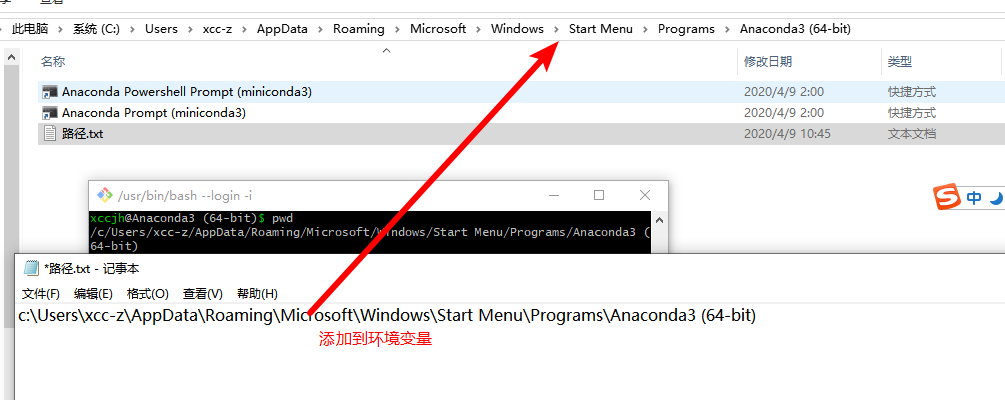 此电脑 › 系统 (C:) › Users › xcc-z › AppData › Roaming › Microsoft › Windows › Start Menu › Programs › Anaconda3 (64-bit)
名称 修改日期 类型
Anaconda Powershell Prompt (miniconda3) 2020/4/9 2:00 快捷方式
Anaconda Prompt (miniconda3) 2020/4/9 2:00 快捷方式
路径.txt 2020/4/9 10:45 文本文档
/usr/bin/bash --login -i
中
xccjh@Anaconda3 (64-bit)$ pwd
/c/Users/xcc-z/AppData/Roaming/Microsoft/Windows/Start Menu/Programs/Anaconda3 (
64-bit)
*路径.txt - 记事本
文件(F) 编辑(E) 格式(O) 查看(V) 帮助(H)
c:\Users\xcc-z\AppData\Roaming\Microsoft\Windows\Start Menu\Programs\Anaconda3 (64-bit)
添加到环境变量